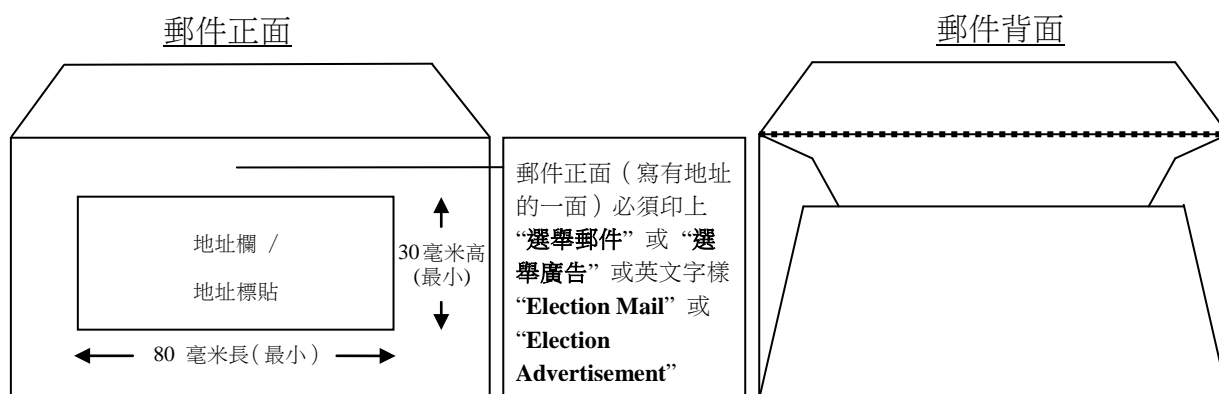 郵件正面
郵件背面
地址欄 /
地址標貼
30 毫米高
(最小)
80 毫米長(最小)
郵件正面（寫有地址
的一面）必須印上
“選舉郵件” 或 “選
舉廣告” 或英文字樣
“Election Mail” 或
“Election
Advertisement”